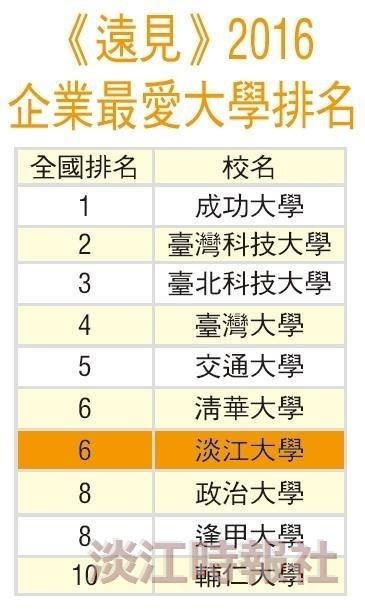 《遠見》2016
企業最愛大學排名
全國排名 校名
1 成功大學
2 臺灣科技大學
3 臺北科技大學
4 臺灣大學
5 交通大學
6 清華大學
6 淡江大學
8 政治大學
8 逢甲大學
10 輔仁大學
淡江時報社